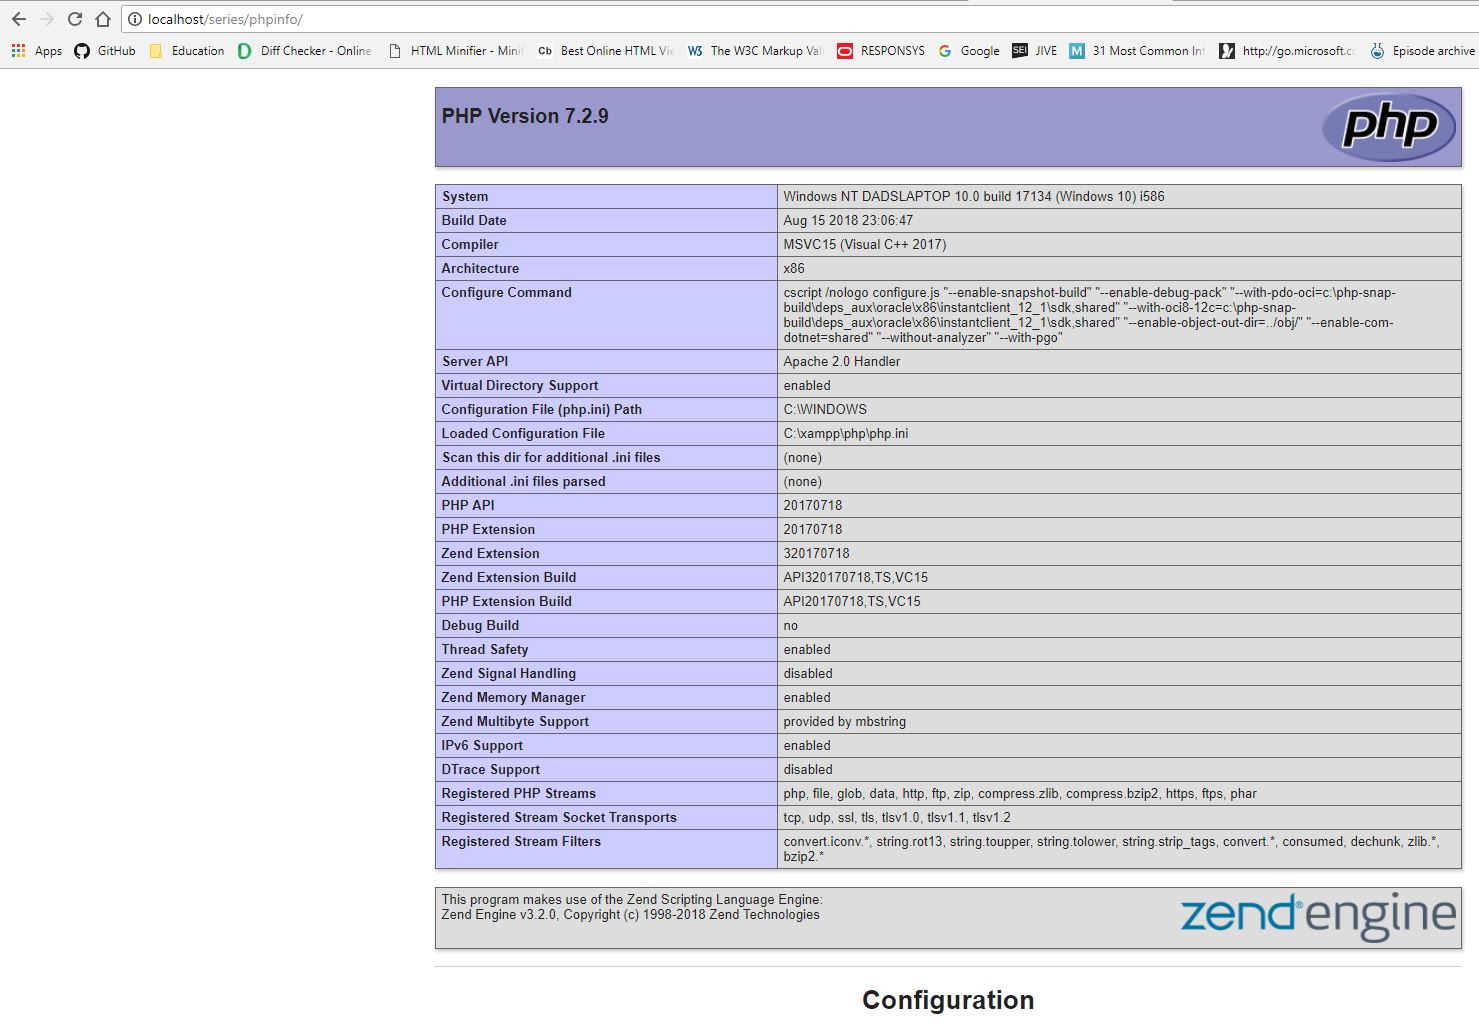 localhost/series/phpinfo/
Apps GitHub Education Diff Checker - Online HTML Minifier - Minif Best Online HTML Vie The W3C Markup Val RESPONSYS Google JIVE 31 Most Common Int http://go.microsoft.c Episode archive
PHP Version 7.2.9
php
System Windows NT DADSLAPTOP 10.0 build 17134 (Windows 10) i586
Build Date Aug 15 2018 23:06:47
Compiler MSVC15 (Visual C++ 2017)
Architecture x86
Configure Command cscript /nologo configure.js "--enable-snapshot-build" "--enable-debug-pack" "--with-pdo-oci=c:\php-snap-
build\deps_aux\oracle\x86\instantclient_12_1\sdk,shared" "--with-oci8-12c=c:\php-snap-
build\deps_aux\oracle\x86\instantclient_12_1\sdk,shared" "--enable-object-out-dir=../obj/" "--enable-com-
dotnet=shared" "--without-analyzer" "--with-pgo"
Server API Apache 2.0 Handler
Virtual Directory Support enabled
Configuration File (php.ini) Path C:\WINDOWS
Loaded Configuration File C:\xampp\php\php.ini
Scan this dir for additional .ini files (none)
Additional .ini files parsed (none)
PHP API 20170718
PHP Extension 20170718
Zend Extension 320170718
Zend Extension Build API320170718,TS,VC15
PHP Extension Build API20170718,TS,VC15
Debug Build no
Thread Safety enabled
Zend Signal Handling disabled
Zend Memory Manager enabled
Zend Multibyte Support provided by mbstring
IPv6 Support enabled
DTrace Support disabled
Registered PHP Streams php, file, glob, data, http, ftp, zip, compress.zlib, compress.bzip2, https, ftps, phar
Registered Stream Socket Transports tcp, udp, ssl, tls, tlsv1.0, tlsv1.1, tlsv1.2
Registered Stream Filters convert.iconv.*, string.rot13, string.toupper, string.tolower, string.strip_tags, convert.*, consumed, dechunk, zlib.*,
bzip2.*
This program makes use of the Zend Scripting Language Engine:
Zend Engine v3.2.0, Copyright (c) 1998-2018 Zend Technologies
zend® engine
Configuration